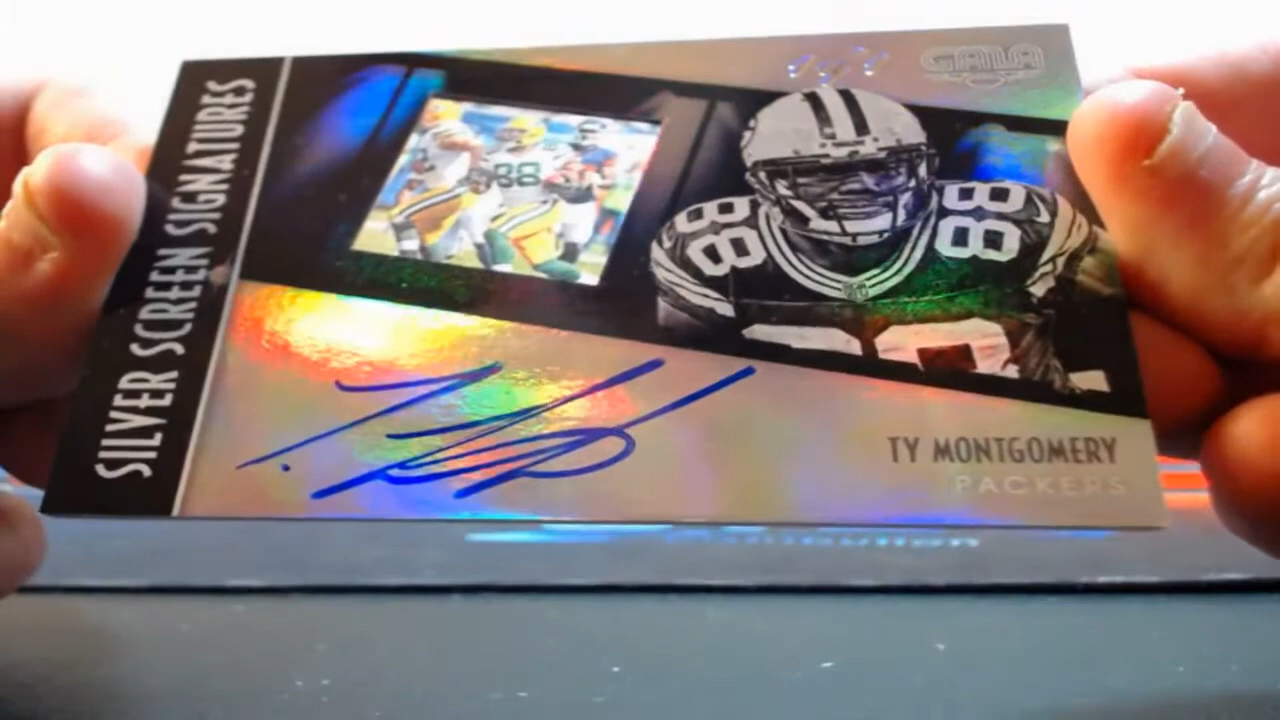 SILVER SCREEN SIGNATURES
GALA
88
88
88
TY MONTGOMERY
PACKERS